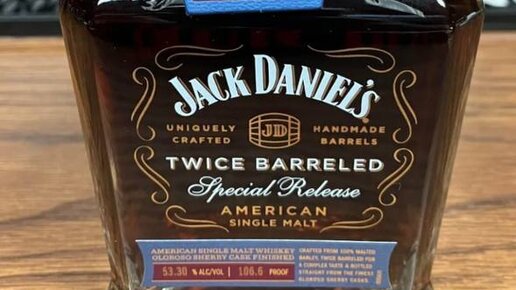 JACK DANIEL'S
UNIQUELY CRAFTED
JD
HANDMADE BARRELS
TWICE BARRELED
Special Release
AMERICAN
SINGLE MALT
AMERICAN SINGLE MALT WHISKEY
OLOROSO SHERRY CASK FINISHED
53.30 % ALC/VOL 106.6 PROOF
CRAFTED FROM 100% MALTED
BARLEY, TWICE BARRELED FOR
A COMPLEX TASTE & BOTTLED
STRAIGHT FROM THE FINEST
OLOROSO SHERRY CASKS